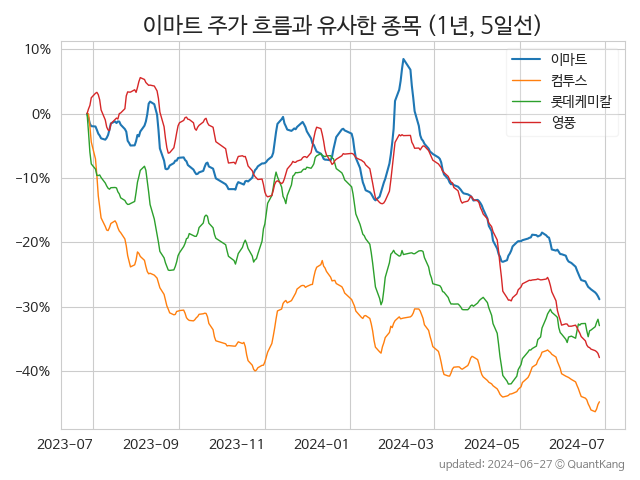 이마트 주가 흐름과 유사한 종목 (1년, 5일선)
10%
0%
−10%
−20%
−30%
−40%
이마트
컴투스
롯데케미칼
영풍
2023-07 2023-09 2023-11 2024-01 2024-03 2024-05 2024-07
updated: 2024-06-27 © QuantKang